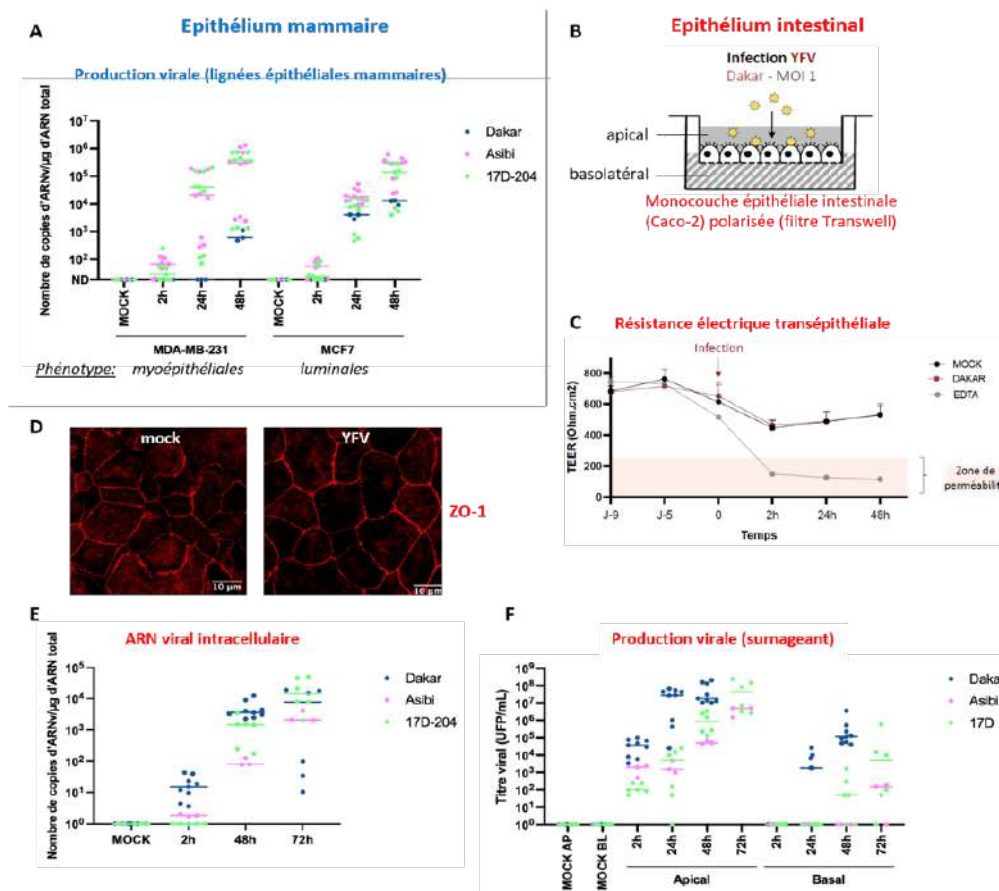 A
Epithélium mammaire
Production virale (lignées épithéliales mammaires)
Nombre de copies d'ARNv/µg d'ARN total
10⁷
10⁶
10⁵
10⁴
10³
10²
ND
MOCK
2h
24h
48h
MOCK
2h
24h
48h
MDA-MB-231
MCF7
Phénotype: myoépithéliales luminales
Dakar
Asibi
17D-204
B
Epithélium intestinal
Infection YFV
Dakar - MOI 1
apical
basolatéral
Monocouche épithéliale intestinale
(Caco-2) polarisée (filtre Transwell)
C
Résistance électrique transépithéliale
Infection
TEER (Ohm.cm2)
800
600
400
200
0
J-9
J-5
0
2h
24h
48h
Temps
MOCK
DAKAR
EDTA
Zone de
perméabilit
D
mock
YFV
10 µm
10 µm
ZO-1
E
ARN viral intracellulaire
Nombre de copies d'ARNv/µg d'ARN total
10⁵
10⁴
10³
10²
10¹
10⁰
MOCK
2h
48h
72h
Dakar
Asibi
17D-204
F
Production virale (surnageant)
Titre viral (UFP/mL)
10⁹
10⁸
10⁷
10⁶
10⁵
10⁴
10³
10²
10¹
10⁰
MOCK AP
MOCK BL
2h
24h
48h
72h
2h
24h
48h
72h
Apical
Basal
Dakar
Asibi
17D